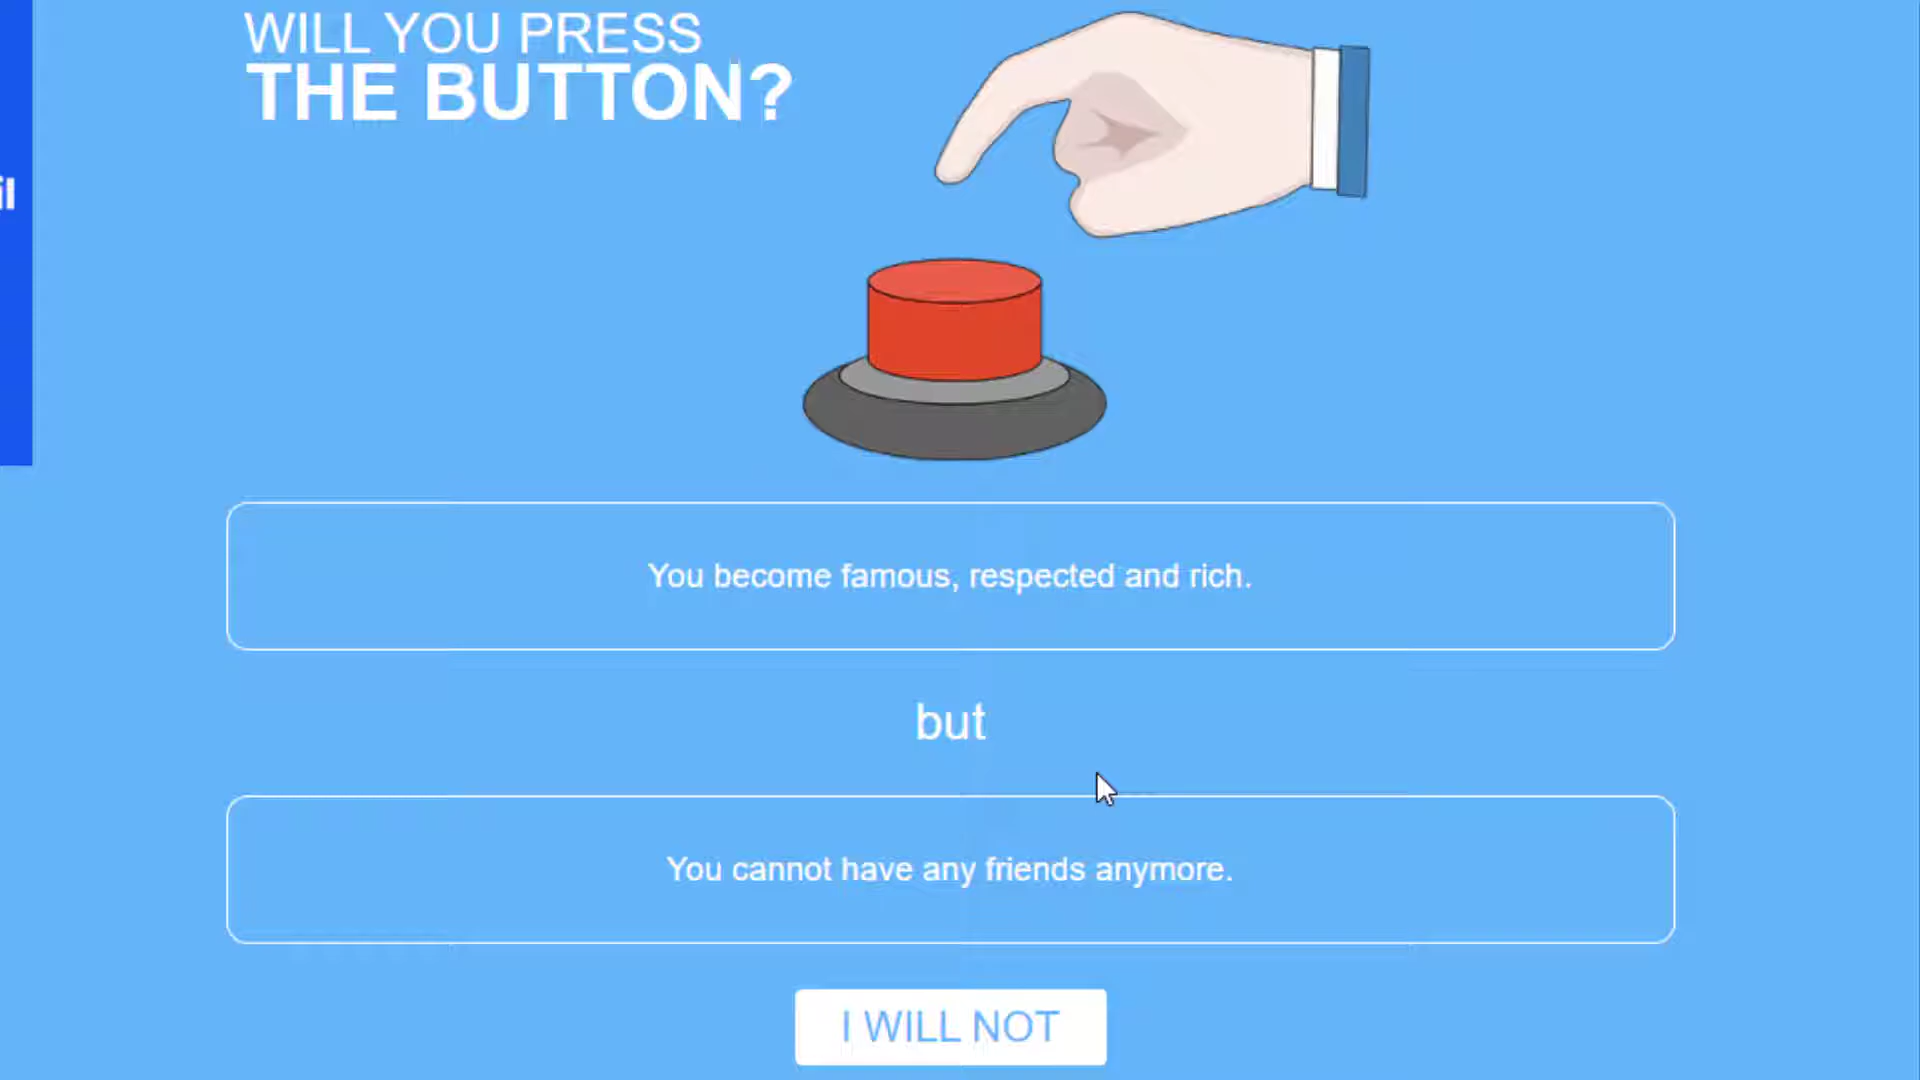 WILL YOU PRESS
THE BUTTON?
You become famous, respected and rich.
but
You cannot have any friends anymore.
I WILL NOT